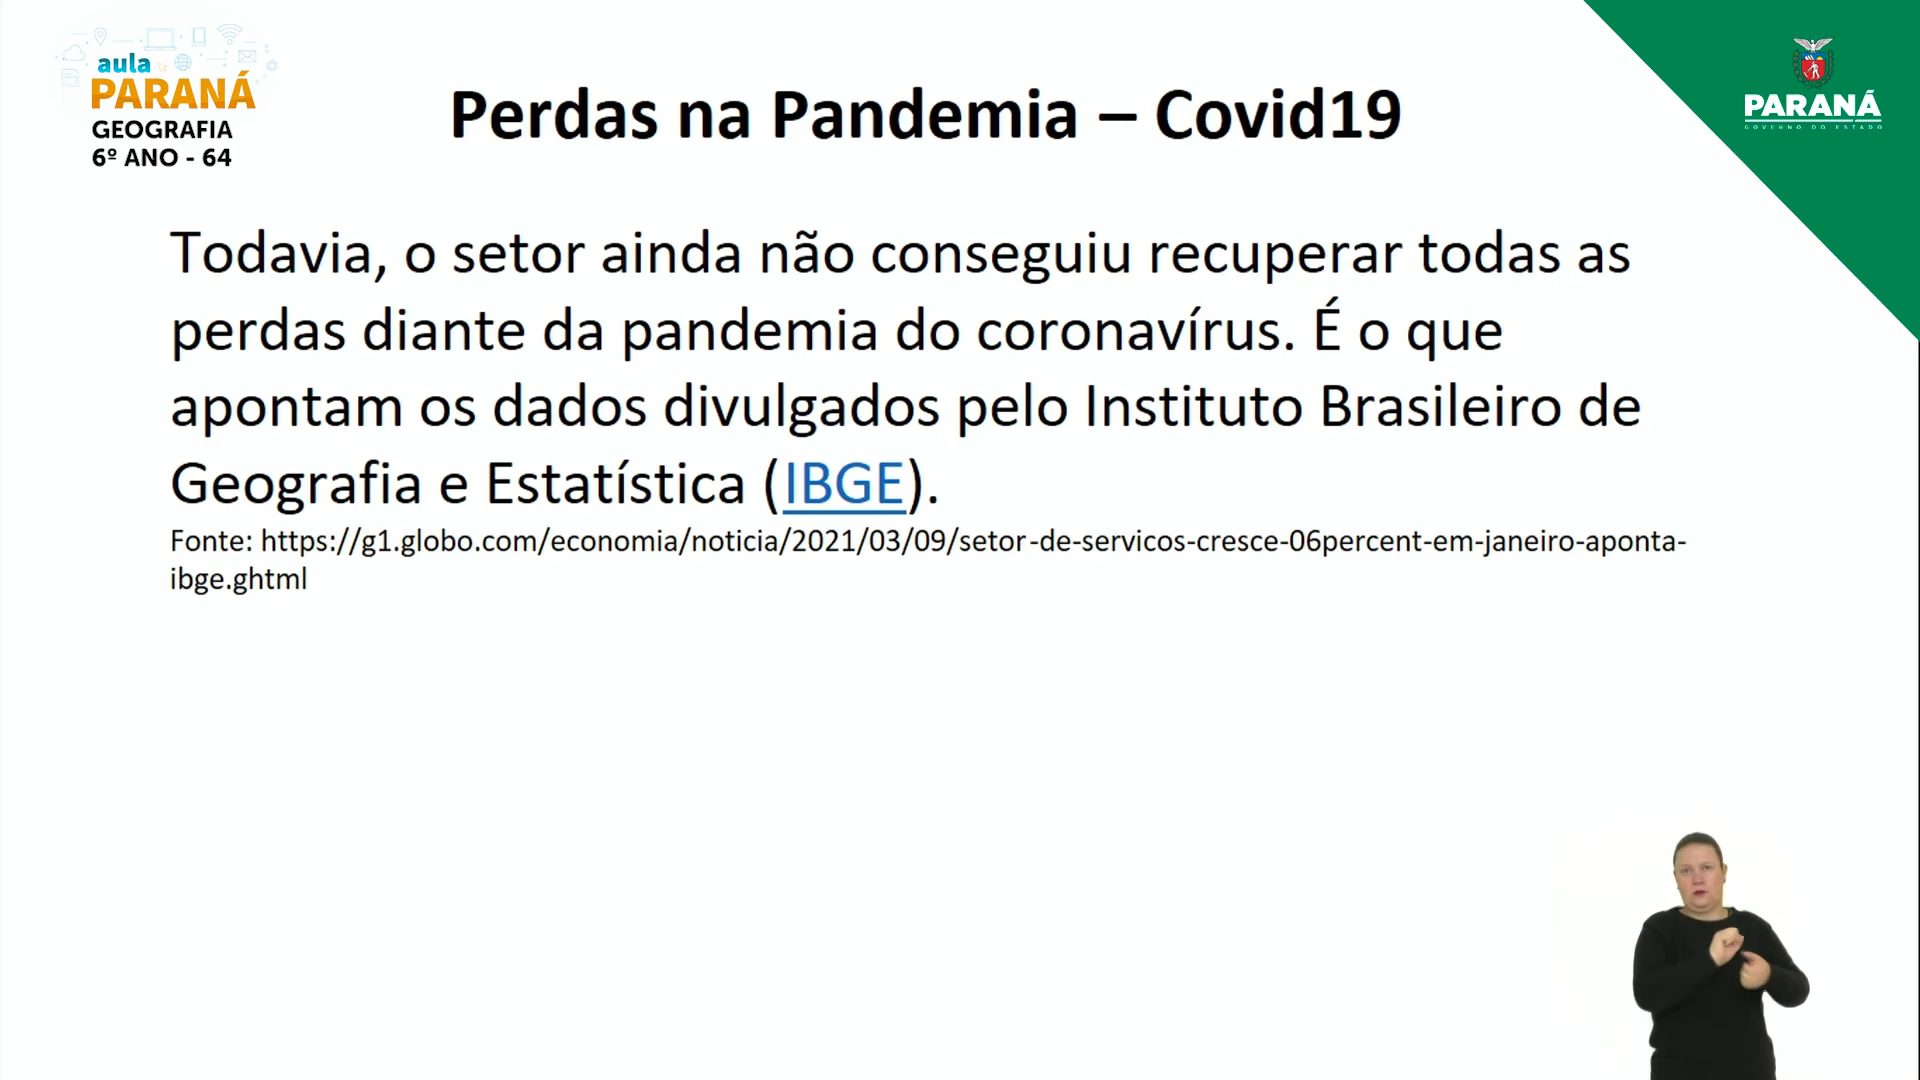 aula
PARANÁ
GEOGRAFIA
6º ANO - 64
Perdas na Pandemia – Covid19
PARANÁ
GOVERNO DO ESTADO
Todavia, o setor ainda não conseguiu recuperar todas as
perdas diante da pandemia do coronavírus. É o que
apontam os dados divulgados pelo Instituto Brasileiro de
Geografia e Estatística (IBGE).
Fonte: https://g1.globo.com/economia/noticia/2021/03/09/setor-de-servicos-cresce-06percent-em-janeiro-aponta-
ibge.ghtml